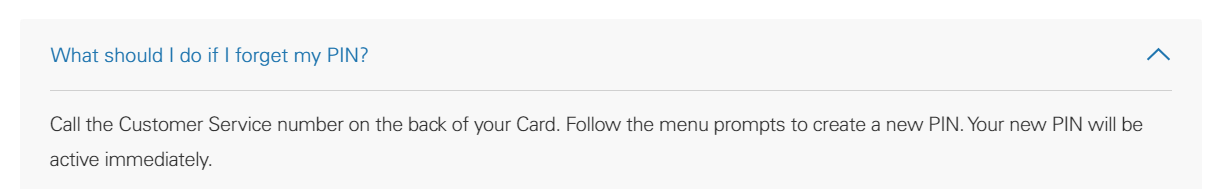 What should I do if I forget my PIN?
Call the Customer Service number on the back of your Card. Follow the menu prompts to create a new PIN. Your new PIN will be
active immediately.